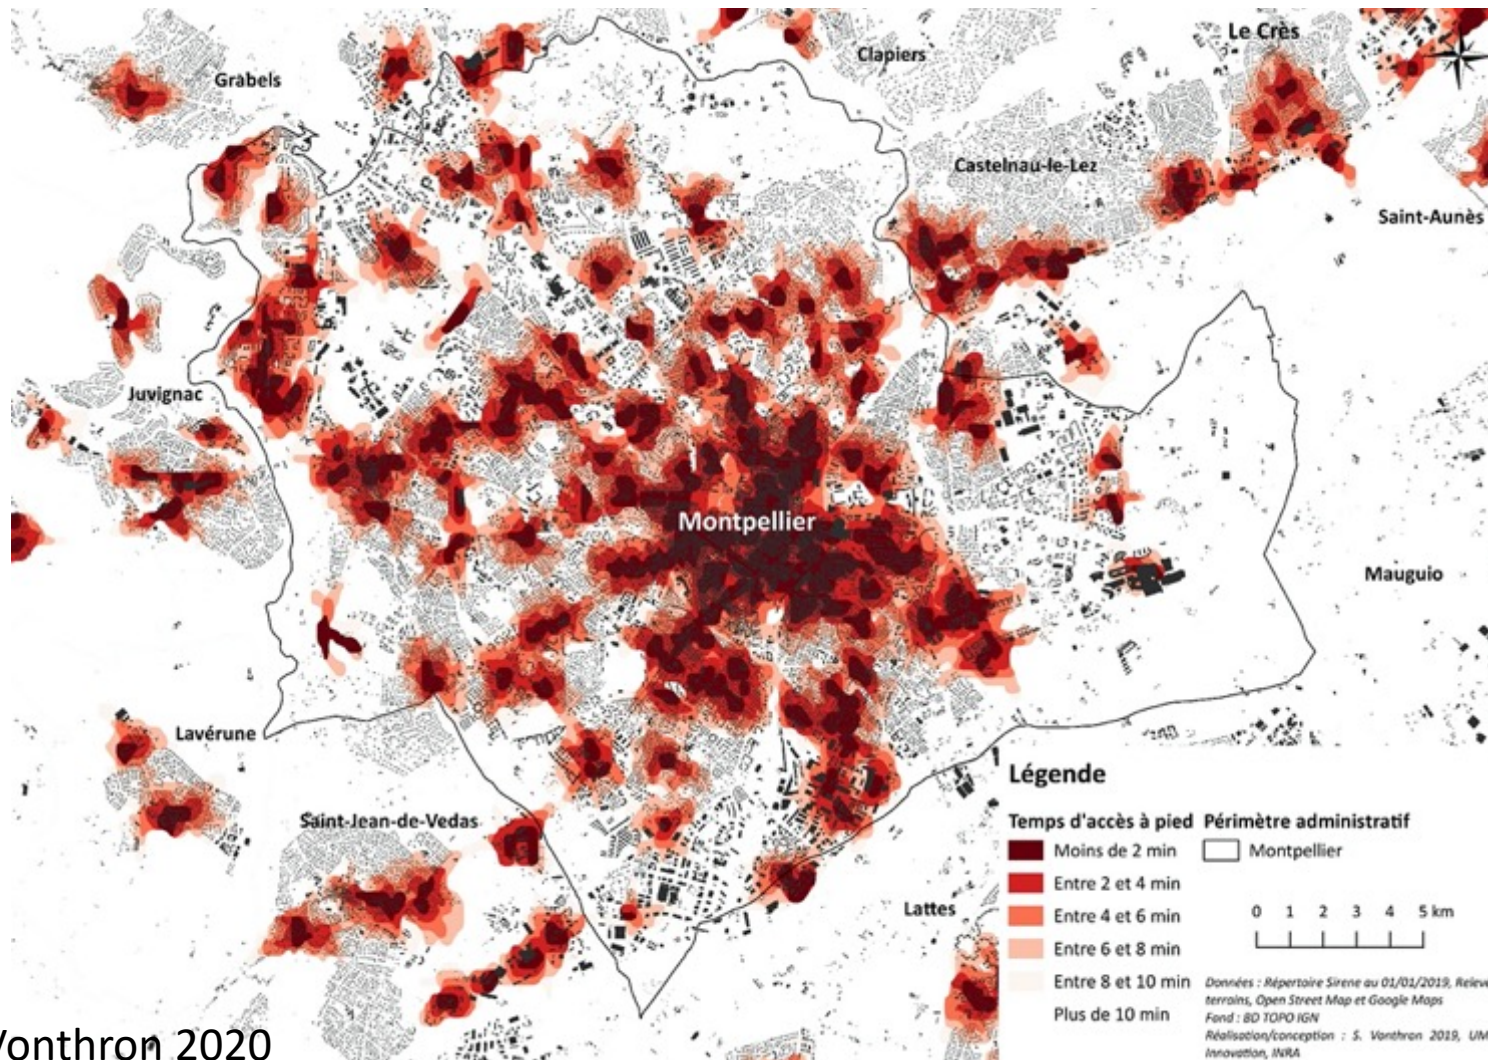 Le Crès
Clapiers
Grabels
Castelnau-le-Lez
Saint-Aunès
Juvignac
Montpellier
Mauguio
Lavérune
Saint-Jean-de-Vedas
Lattes
Légende
Temps d'accès à pied
Moins de 2 min
Entre 2 et 4 min
Entre 4 et 6 min
Entre 6 et 8 min
Entre 8 et 10 min
Plus de 10 min
Périmètre administratif
Montpellier
0 1 2 3 4 5 km
Données : Répertoire Sirene au 01/01/2019, Relevé
terrains, Open Street Map et Google Maps
Fond : BD TOPO IGN
Réalisation/conception : S. Vonthron 2019, UM
Innovation, INRA
Vonthron 2020